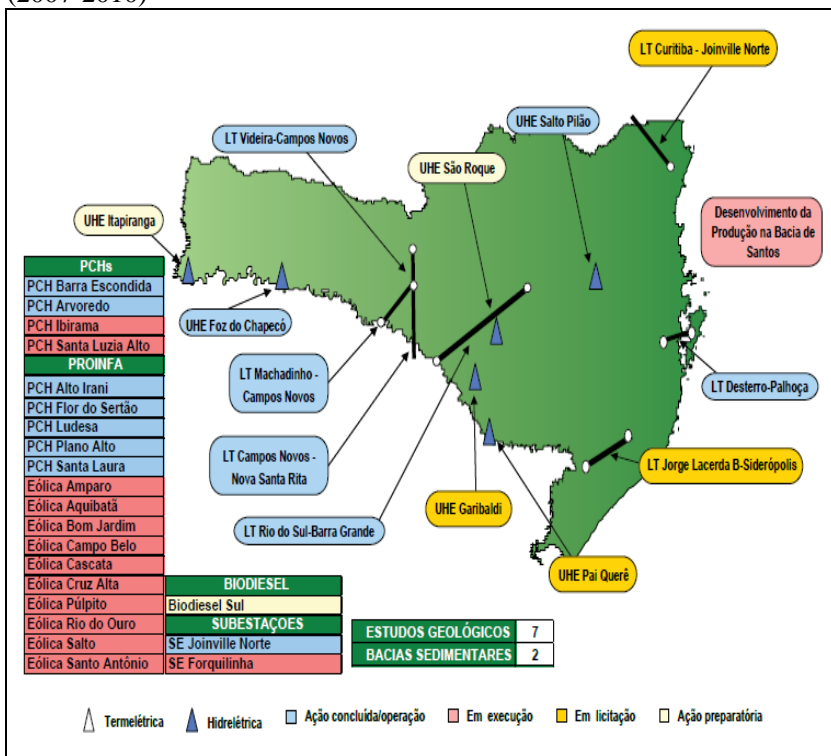 (2007-2010)
LT Curitiba - Joinville Norte
UHE Salto Pilão
LT Videira-Campos Novos
UHE São Roque
Desenvolvimento da
Produção na Bacia de
Santos
UHE Itapiranga
UHE Foz do Chapecó
LT Machadinho -
Campos Novos
LT Desterro-Palhoça
LT Campos Novos -
Nova Santa Rita
LT Jorge Lacerda B-Siderópolis
UHE Garibaldi
LT Rio do Sul-Barra Grande
UHE Pai Querê
PCHs
PCH Barra Escondida
PCH Arvoredo
PCH Ibirama
PCH Santa Luzia Alto
PROINFA
PCH Alto Irani
PCH Flor do Sertão
PCH Ludesa
PCH Plano Alto
PCH Santa Laura
Eólica Amparo
Eólica Aquibatã
Eólica Bom Jardim
Eólica Campo Belo
Eólica Cascata
Eólica Cruz Alta
Eólica Púlpito
Eólica Rio do Ouro
Eólica Salto
Eólica Santo Antônio
BIODIESEL
Biodiesel Sul
SUBESTAÇOES
SE Joinville Norte
SE Forquilinha
ESTUDOS GEOLÓGICOS 7
BACIAS SEDIMENTARES 2
Termelétrica Hidrelétrica Ação concluída/operação Em execução Em licitação Ação preparatória